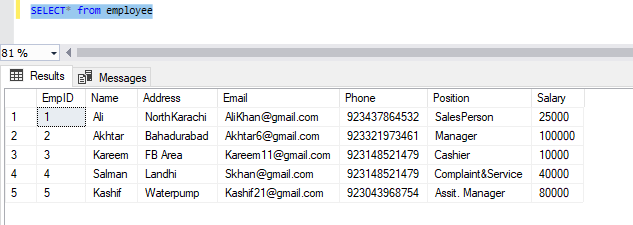 SELECT* from employee
81 %
Results Messages
EmpID Name Address Email Phone Position Salary
1 1 Ali NorthKarachi AliKhan@gmail.com 923437864532 SalesPerson 25000
2 2 Akhtar Bahadurabad Akhtar6@gmail.com 923321973461 Manager 100000
3 3 Kareem FB Area Kareem11@gmail.com 923148521479 Cashier 10000
4 4 Salman Landhi Skhan@gmail.com 923148521479 Complaint&Service 40000
5 5 Kashif Waterpump Kashif21@gmail.com 923043968754 Assit. Manager 80000